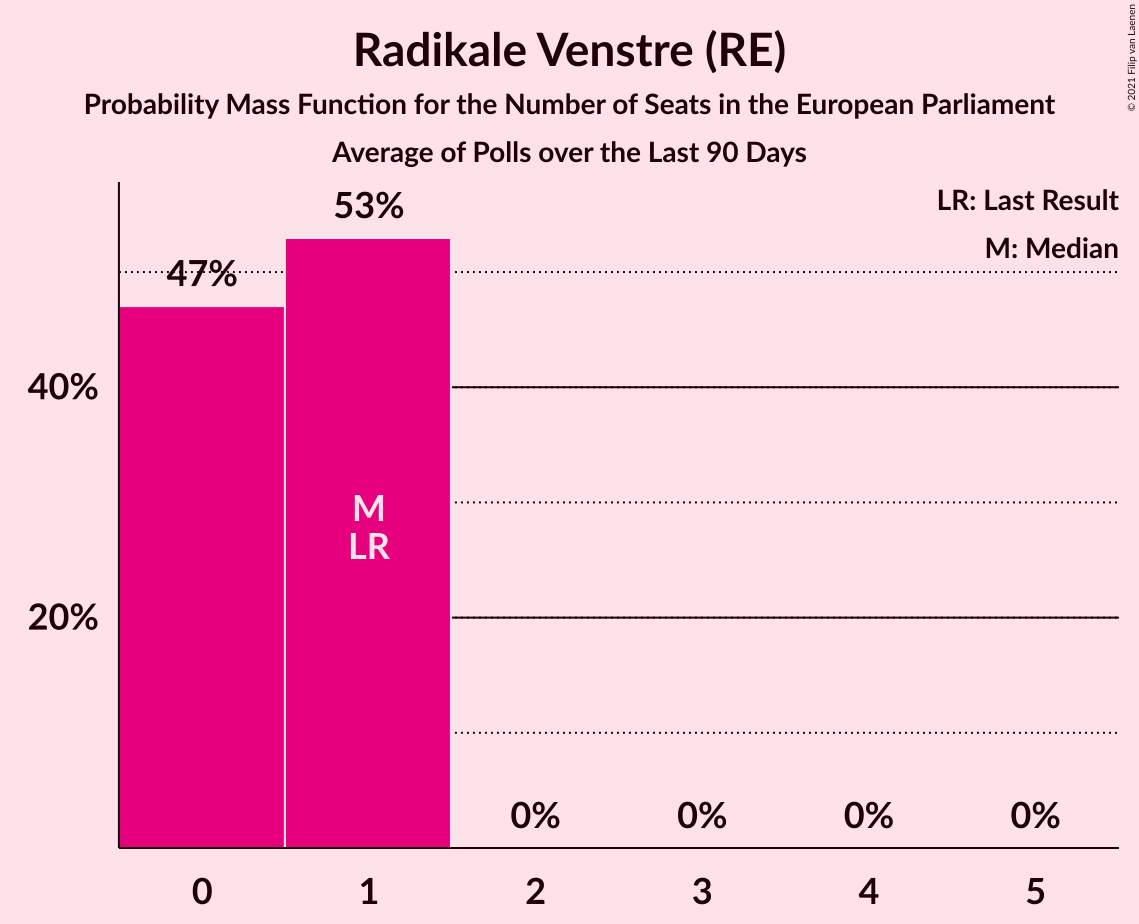 Radikale Venstre (RE)
Probability Mass Function for the Number of Seats in the European Parliament
Average of Polls over the Last 90 Days
© 2021 Filip van Laenen
LR: Last Result
M: Median
53%
47%
40%
20%
M
LR
0% 0% 0% 0%
0 1 2 3 4 5